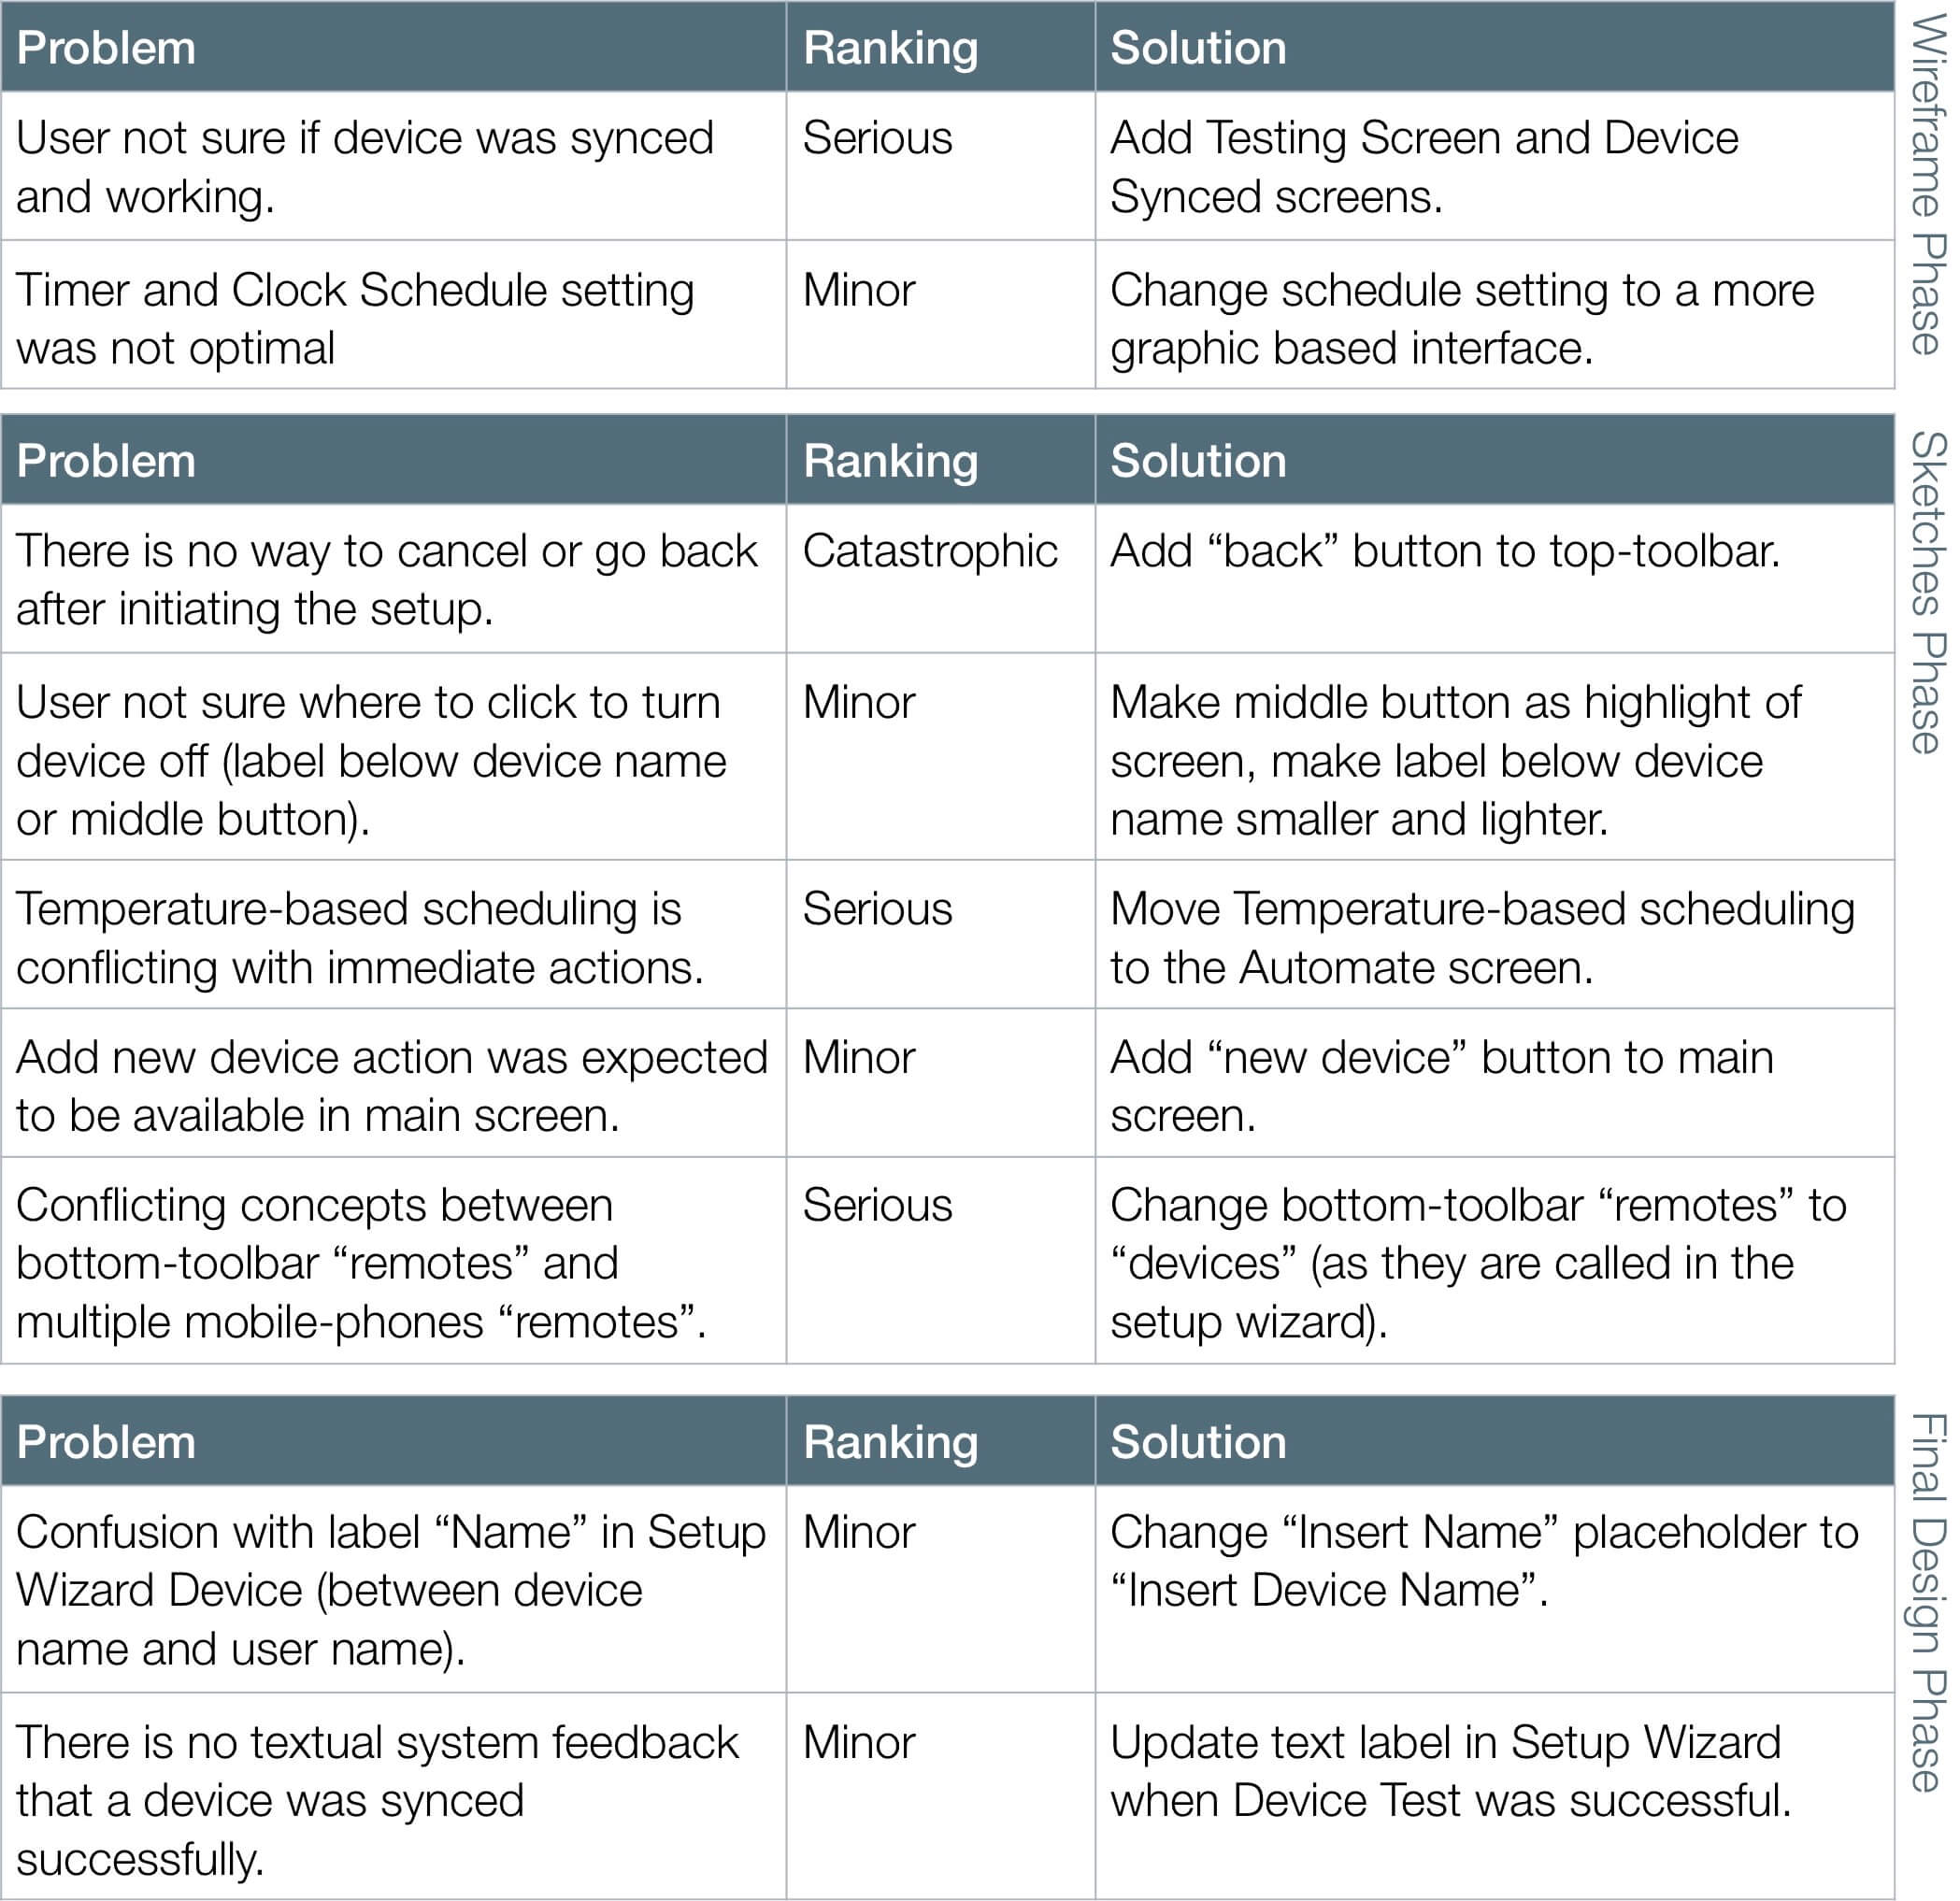 Problem Ranking Solution
User not sure if device was synced Serious Add Testing Screen and Device
and working. Synced screens.
Timer and Clock Schedule setting Minor Change schedule setting to a more
was not optimal graphic based interface.
Wireframe Phase
Problem Ranking Solution
There is no way to cancel or go back Catastrophic Add “back” button to top-toolbar.
after initiating the setup.
User not sure where to click to turn Minor Make middle button as highlight of
device off (label below device name screen, make label below device
or middle button). name smaller and lighter.
Temperature-based scheduling is Serious Move Temperature-based scheduling
conflicting with immediate actions. to the Automate screen.
Add new device action was expected Minor Add “new device” button to main
to be available in main screen. screen.
Conflicting concepts between Serious Change bottom-toolbar “remotes” to
bottom-toolbar “remotes” and “devices” (as they are called in the
multiple mobile-phones “remotes”. setup wizard).
Sketches Phase
Problem Ranking Solution
Confusion with label “Name” in Setup Minor Change “Insert Name” placeholder to
Wizard Device (between device “Insert Device Name”.
name and user name).
There is no textual system feedback Minor Update text label in Setup Wizard
that a device was synced when Device Test was successful.
successfully.
Final Design Phase